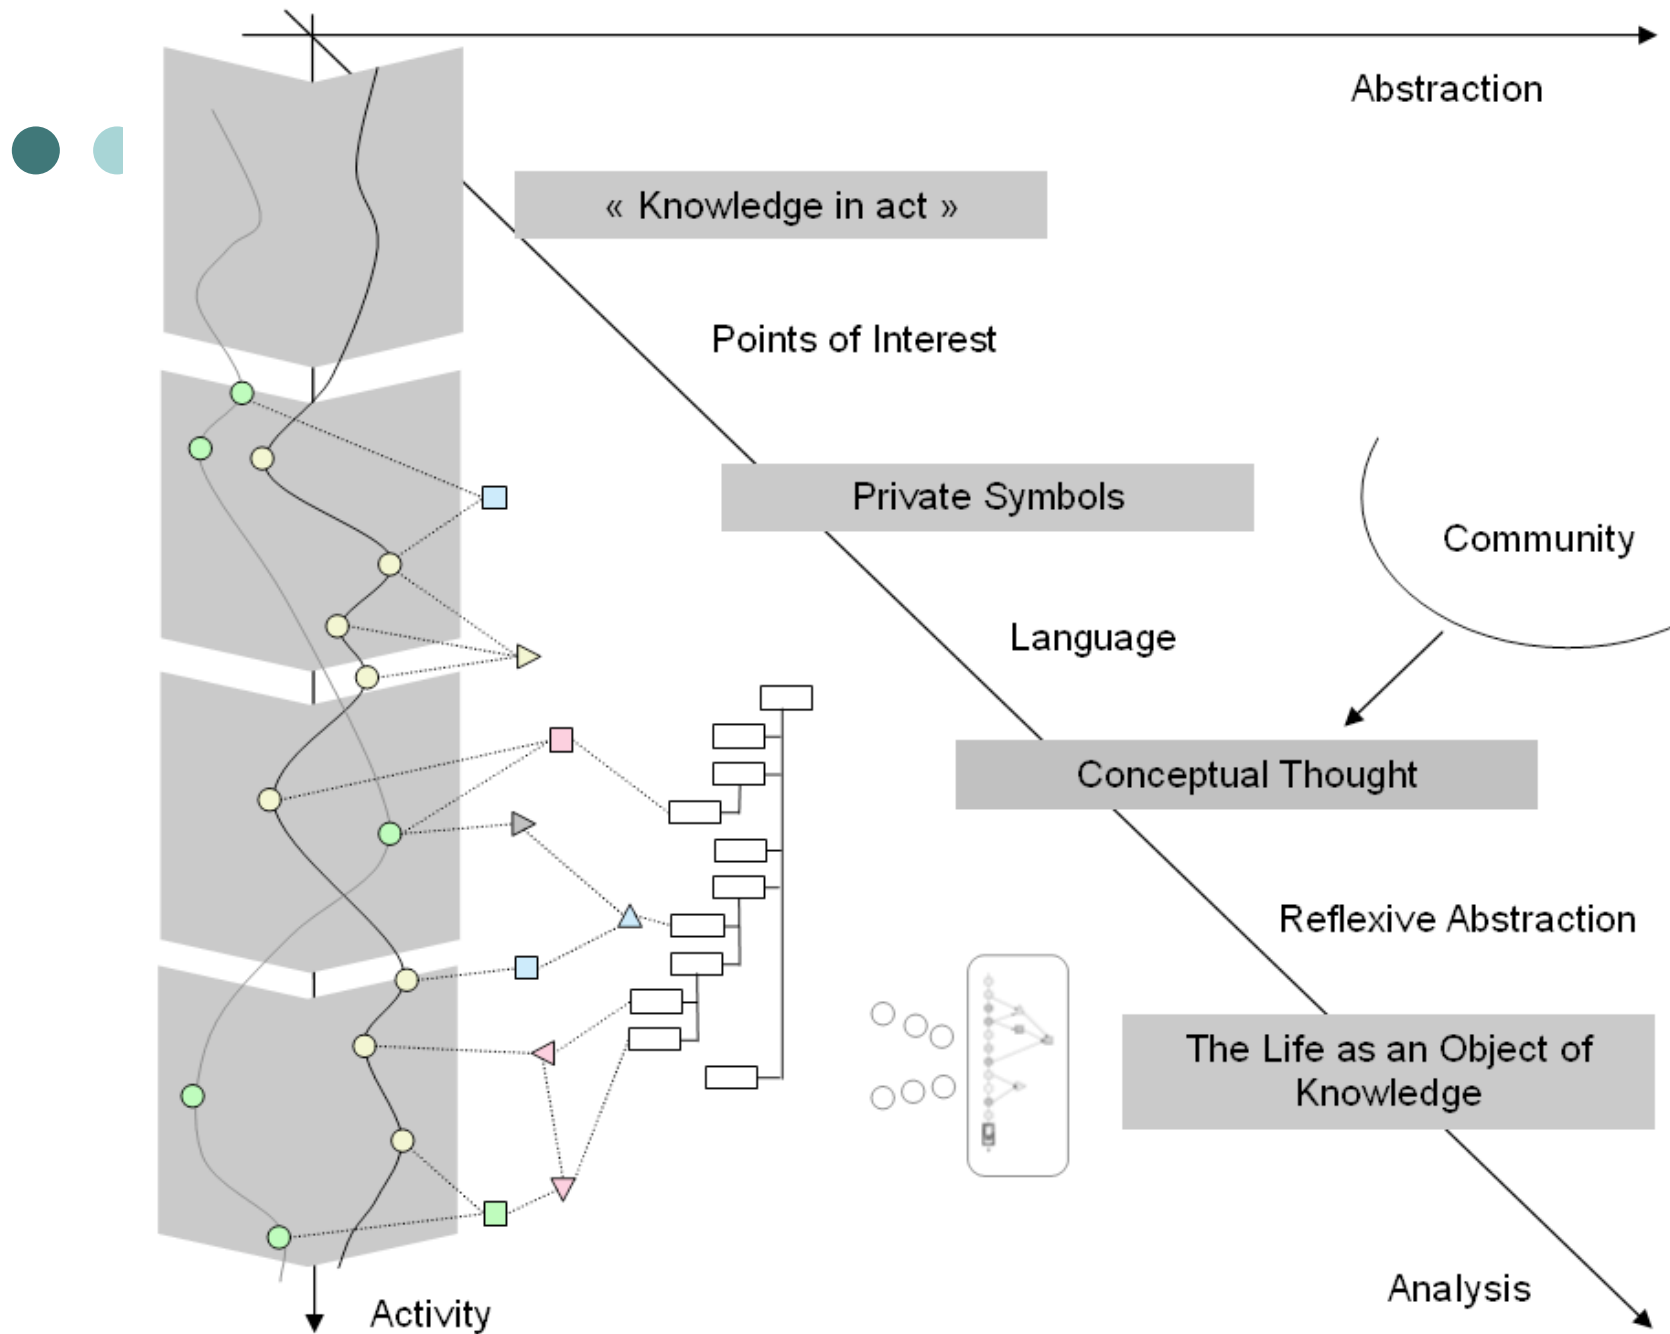 Abstraction
« Knowledge in act »
Points of Interest
Private Symbols
Community
Language
Conceptual Thought
Reflexive Abstraction
The Life as an Object of
Knowledge
Analysis
Activity